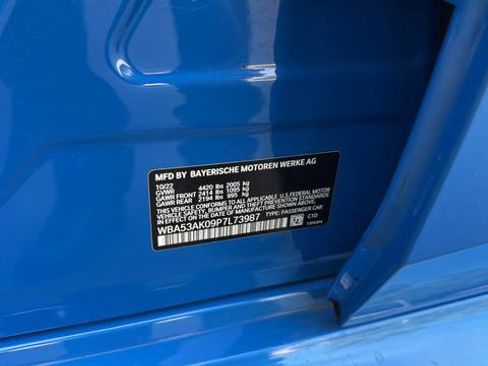 MFD BY BAYERISCHE MOTOREN WERKE AG
10/22
GVWR 4420 lbs 2005 kg
GAWR FRONT 2414 lbs 1095 kg
GAWR REAR 2194 lbs 995 kg
THIS VEHICLE CONFORMS TO ALL APPLICABLE U.S. FEDERAL MOTOR
VEHICLE SAFETY, BUMPER, AND THEFT PREVENTION STANDARDS
IN EFFECT ON THE DATE OF MANUFACTURE SHOWN ABOVE.
WBA53AK09P7L73987 TYPE: PASSENGER CAR
C1D